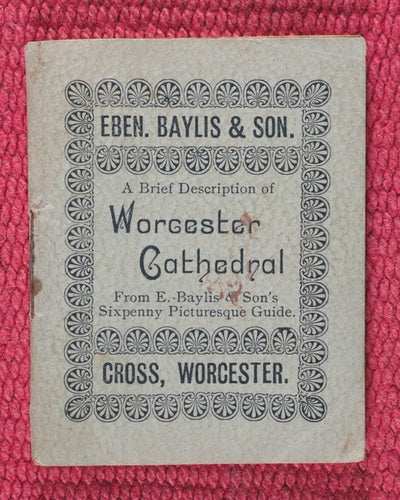 EBEN. BAYLIS & SON.
A Brief Description of
Worcester
Cathedral
From E. Baylis & Son's
Sixpenny Picturesque Guide.
CROSS, WORCESTER.